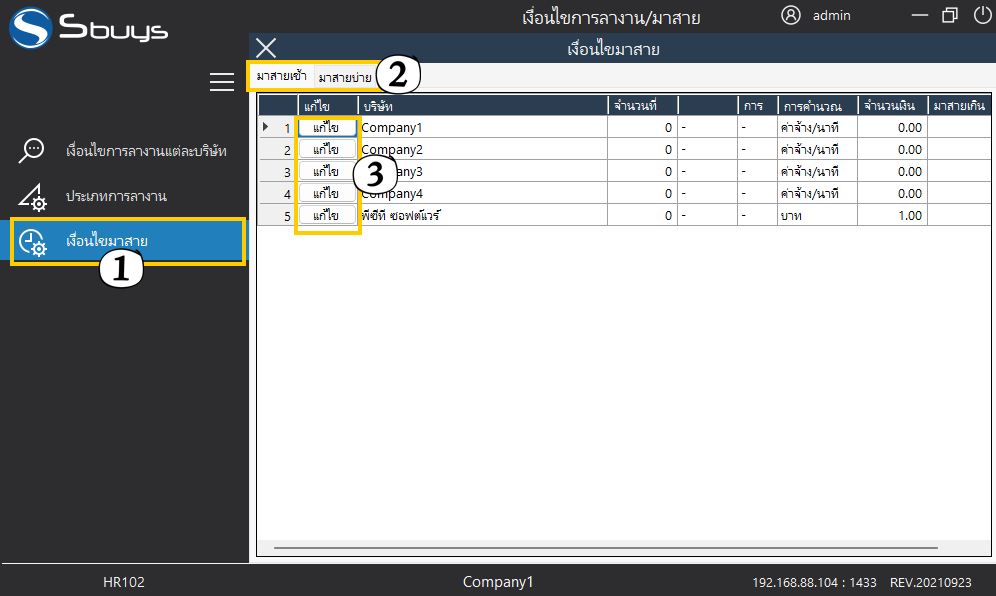 Sbuys
เงื่อนไขการลางาน/มาสาย
admin
เงื่อนไขมาสาย
มาสายเช้า มาสายบ่าย 2
แก้ไข บริษัท จำนวนที่ การ การคำนวณ จำนวนเงิน มาสายเกิน
1 แก้ไข Company1 0 - - ค่าจ้าง/นาที 0.00
2 แก้ไข Company2 0 - - ค่าจ้าง/นาที 0.00
3 แก้ไข any3 0 - - ค่าจ้าง/นาที 0.00
3
4 แก้ไข Company4 0 - - ค่าจ้าง/นาที 0.00
5 แก้ไข พีซีที ซอฟต์แวร์ 0 - - บาท 1.00
เงื่อนไขการลางานแต่ละบริษัท
ประเภทการลางาน
เงื่อนไขมาสาย
1
HR102 Company1 192.168.88.104 : 1433 REV.20210923